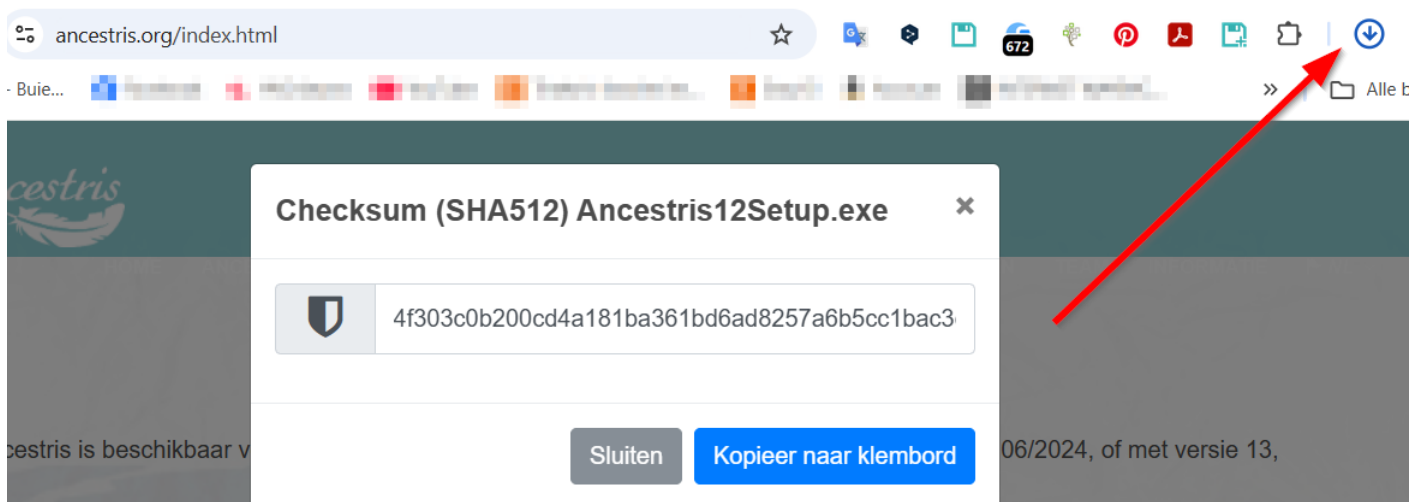 ancestris.org/index.html
672
- Buie...
»
Alle b
cestris
Checksum (SHA512) Ancestris12Setup.exe
×
4f303c0b200cd4a181ba361bd6ad8257a6b5cc1bac3
Sluiten
Kopieer naar klembord
cestris is beschikbaar v
06/2024, of met versie 13,